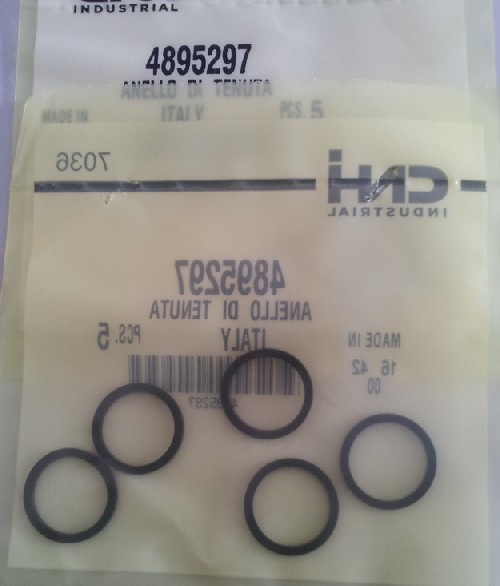 INDUSTRIAL
4895297
ANELLO DI TENUTA
MADE IN ITALY PCS. 5
7036
CNH
INDUSTRIAL
4895297
ANELLO DI TENUTA
MADE IN ITALY PCS. 5
16 42
00
4895297